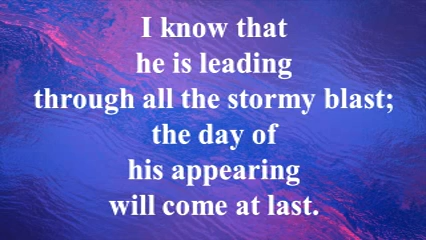 I know that
he is leading
through all the stormy blast;
the day of
his appearing
will come at last.